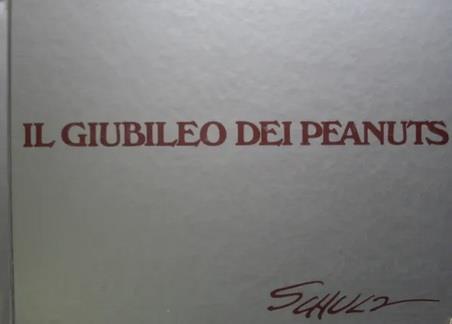 IL GIUBILEO DEI PEANUTS
SCHULZ